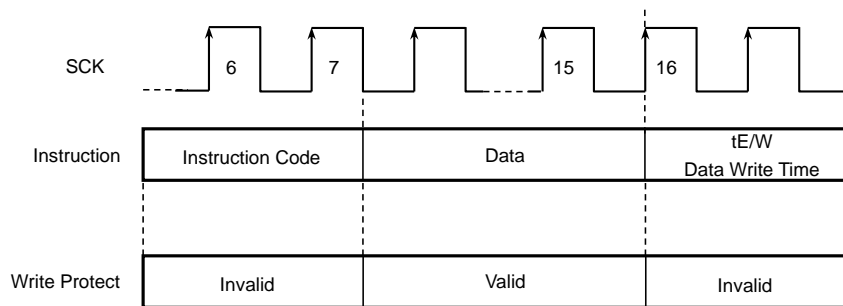 SCK
6
7
15
16
Instruction
Instruction Code
Data
tE/W
Data Write Time
Write Protect
Invalid
Valid
Invalid